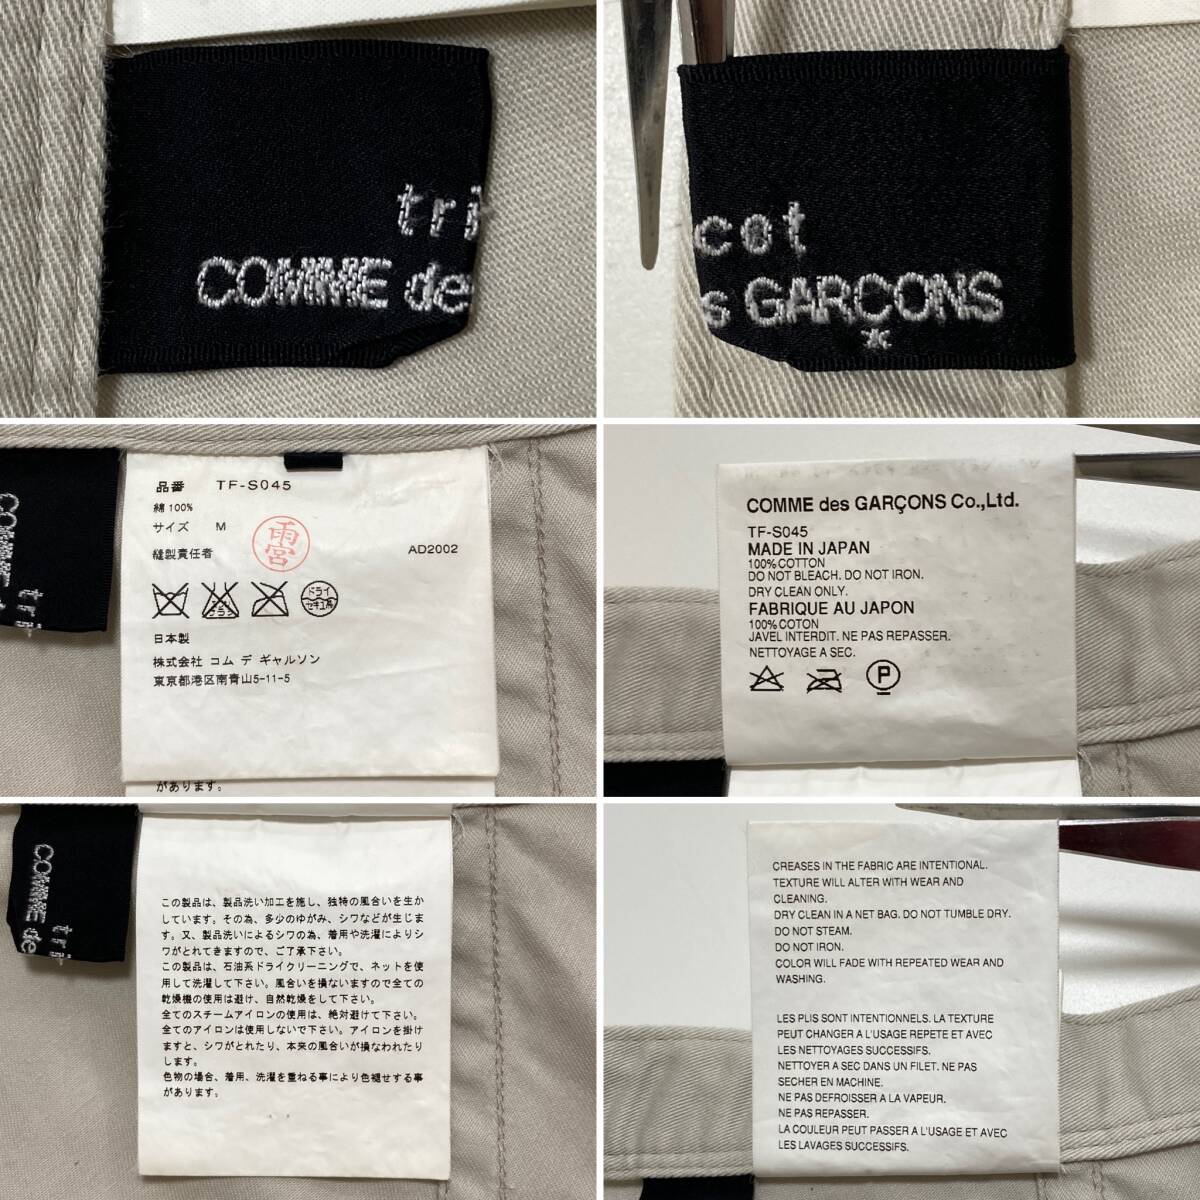 tri
COMME de
cot
s GARCONS
*
COMME
de
tri
品番 TF-S045
綿 100%
サイズ M
雨宮
縫製責任者 AD2002
ドライ
セキユ系
日本製
株式会社 コム デ ギャルソン
東京都港区南青山5-11-5
があります。
COMME des GARÇONS Co.,Ltd.
TF-S045
MADE IN JAPAN
100%COTTON
DO NOT BLEACH. DO NOT IRON.
DRY CLEAN ONLY.
FABRIQUE AU JAPON
100%COTON
JAVEL INTERDIT. NE PAS REPASSER.
NETTOYAGE A SEC.
P
COMME
de
tri
この製品は、製品洗い加工を施し、独特の風合いを生か
しています。その為、多少のゆがみ、シワなどが生じま
す。又、製品洗いによるシワの為、着用や洗濯によりシ
ワがとれてきますので、ご了承下さい。
この製品は、石油系ドライクリーニングで、ネットを使
用して洗濯して下さい。風合いを損ないますので全ての
乾燥機の使用は避け、自然乾燥をして下さい。
全てのスチームアイロンの使用は、絶対避けて下さい。
全てのアイロンは使用しないで下さい。アイロンを掛け
ますと、シワがとれたり、本来の風合いが損なわれたり
します。
色物の場合、着用、洗濯を重ねる事により色褪せする事
があります。
CREASES IN THE FABRIC ARE INTENTIONAL.
TEXTURE WILL ALTER WITH WEAR AND
CLEANING.
DRY CLEAN IN A NET BAG. DO NOT TUMBLE DRY.
DO NOT STEAM.
DO NOT IRON.
COLOR WILL FADE WITH REPEATED WEAR AND
WASHING.
LES PLIS SONT INTENTIONNELS. LA TEXTURE
PEUT CHANGER A L'USAGE REPETE ET AVEC
LES NETTOYAGES SUCCESSIFS.
NETTOYER A SEC DANS UN FILET. NE PAS
SECHER EN MACHINE.
NE PAS DEFROISSER A LA VAPEUR.
NE PAS REPASSER.
LA COULEUR PEUT PASSER A L'USAGE ET AVEC
LES LAVAGES SUCCESSIFS.